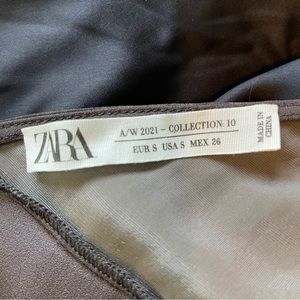 ZARA
A/W 2021 - COLLECTION: 10
EUR S USA S MEX 26
MADE IN
CHINA